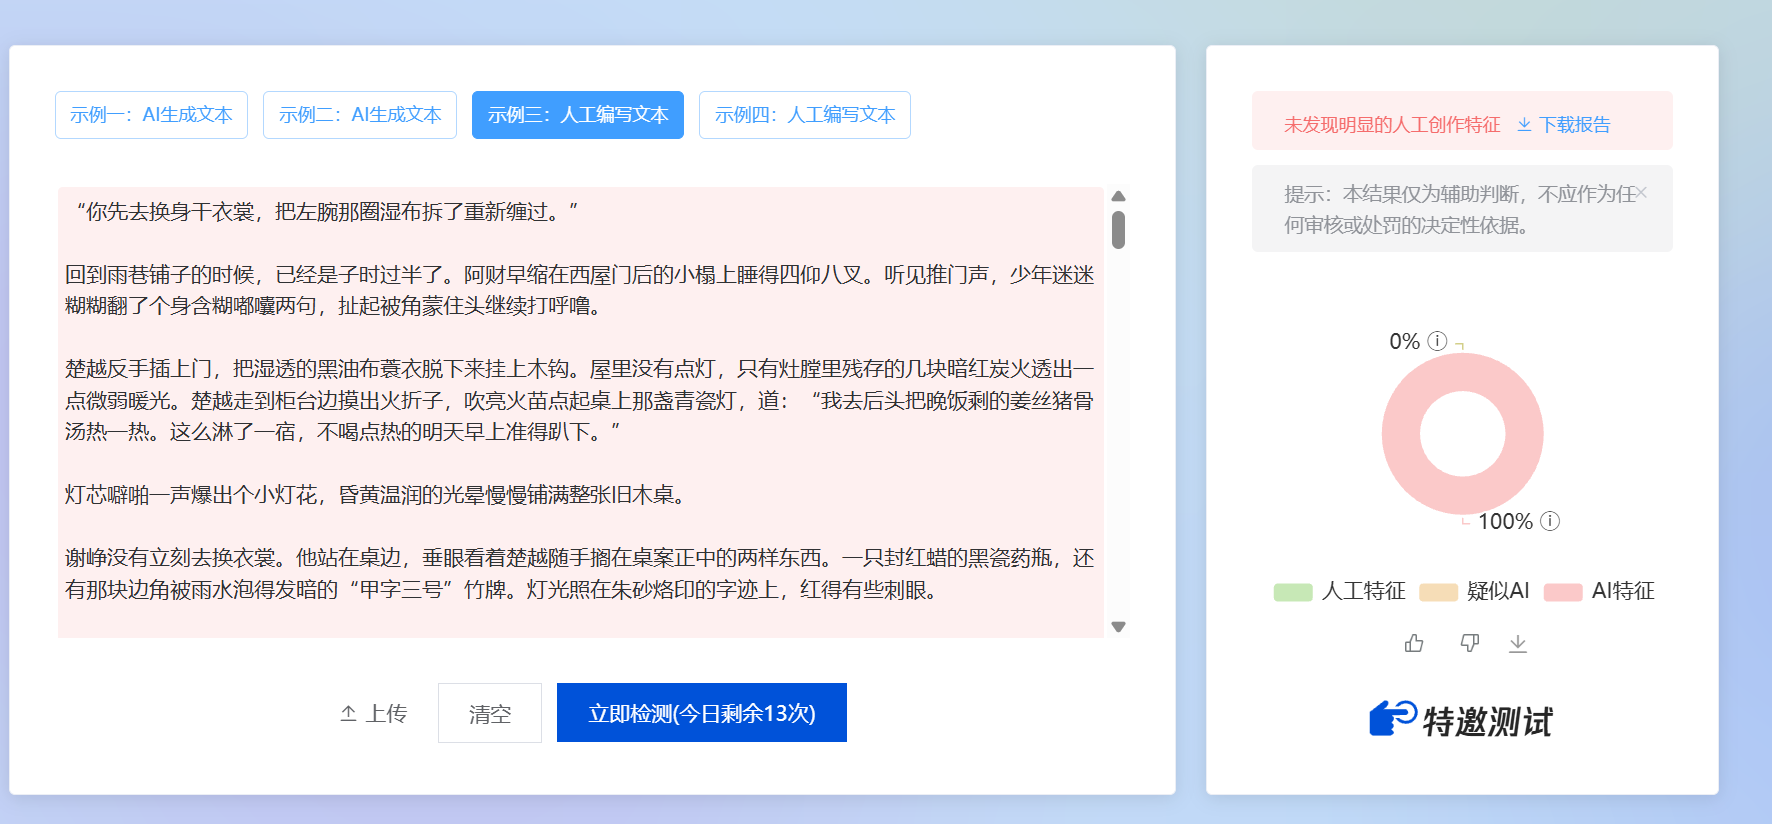 示例一：AI生成文本
示例二：AI生成文本
示例三：人工编写文本
示例四：人工编写文本
“你先去换身干衣裳，把左腕那圈湿布拆了重新缠过。”
回到雨巷铺子的时候，已经是子时过半了。阿财早缩在西屋门后的小榻上睡得四仰八叉。听见推门声，少年迷迷
糊糊翻了个身含糊嘟囔两句，扯起被角蒙住头继续打呼噜。
楚越反手插上门，把湿透的黑油布蓑衣脱下来挂上木钩。屋里没有点灯，只有灶膛里残存的几块暗红炭火透出一
点微弱暖光。楚越走到柜台边摸出火折子，吹亮火苗点起桌上那盏青瓷灯，道：“我去后头把晚饭剩的姜丝猪骨
汤热一热。这么淋了一宿，不喝点热的明天早上准得趴下。”
灯芯噼啪一声爆出个小灯花，昏黄温润的光晕慢慢铺满整张旧木桌。
谢峥没有立刻去换衣裳。他站在桌边，垂眼看着楚越随手搁在桌案正中的两样东西。一只封红蜡的黑瓷药瓶，还
有那块边角被雨水泡得发暗的“甲字三号”竹牌。灯光照在朱砂烙印的字迹上，红得有些刺眼。
上传
清空
立即检测(今日剩余13次)
未发现明显的人工创作特征 下载报告
提示：本结果仅为辅助判断，不应作为任
何审核或处罚的决定性依据。
0%
100%
人工特征 疑似AI AI特征
特邀测试